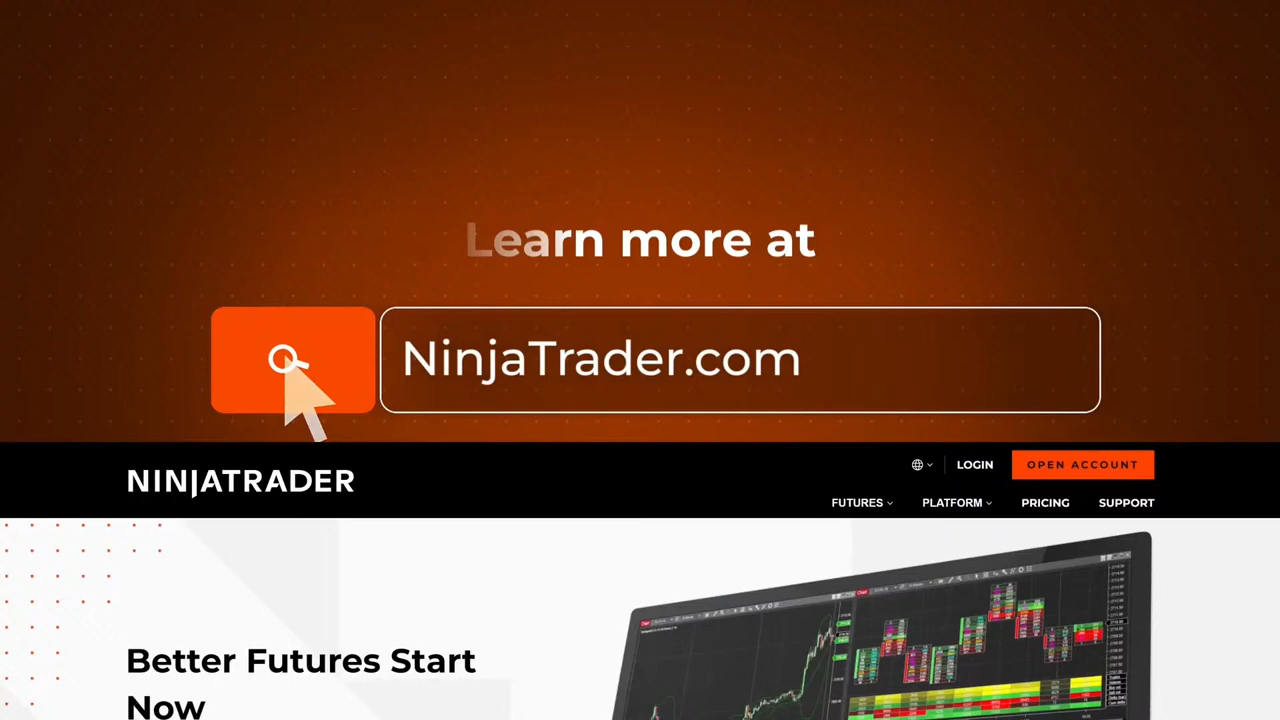 Learn more at
NinjaTrader.com
NINJATRADER
LOGIN
OPEN ACCOUNT
FUTURES
PLATFORM
PRICING
SUPPORT
Better Futures Start
Now